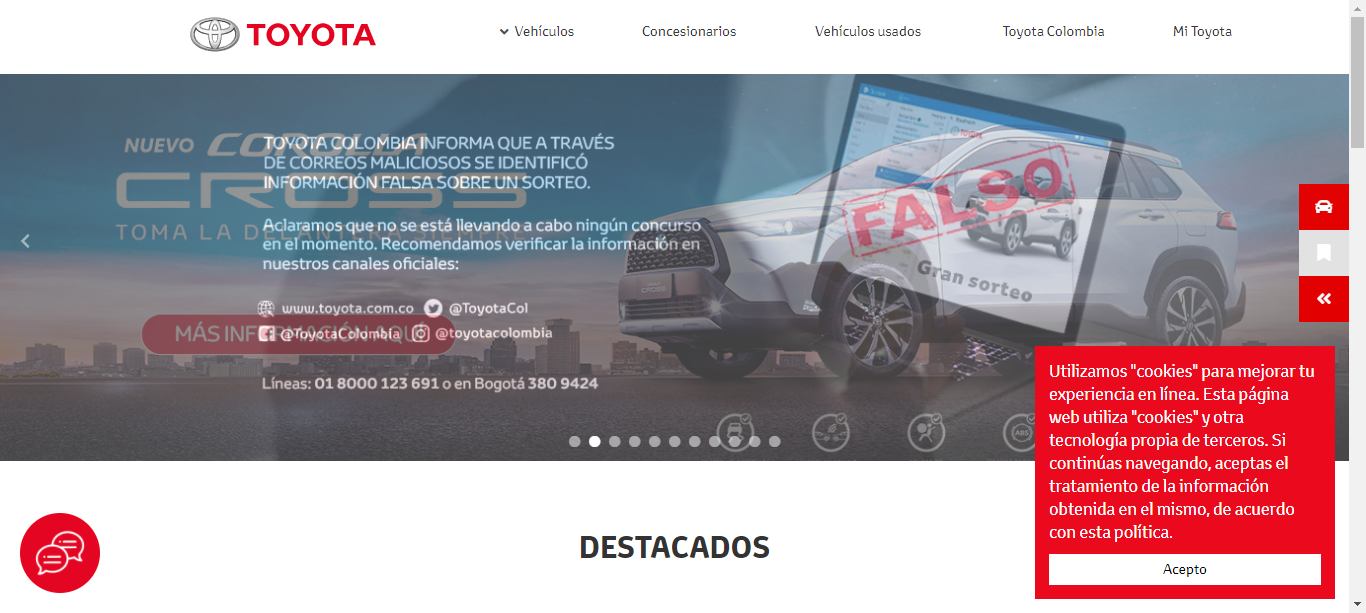 TOYOTA
Vehículos
Concesionarios
Vehículos usados
Toyota Colombia
Mi Toyota
NUEVO COROLLA
CROSS
TOMA LA DELANTERA
TOYOTA COLOMBIA INFORMA QUE A TRAVÉS
DE CORREOS MALICIOSOS SE IDENTIFICÓ
INFORMACIÓN FALSA SOBRE UN SORTEO.
Aclaramos que no se está llevando a cabo ningún concurso
en el momento. Recomendamos verificar la información en
nuestros canales oficiales:
www.toyota.com.co @ToyotaCol
@ToyotaColombia @toyotacolombia
MÁS INFORMACIÓN AQUÍ
Líneas: 01 8000 123 691 o en Bogotá 380 9424
TOYOTA
FALSO
Gran sorteo
ABS
Utilizamos "cookies" para mejorar tu
experiencia en línea. Esta página
web utiliza "cookies" y otra
tecnología propia de terceros. Si
continúas navegando, aceptas el
tratamiento de la información
obtenida en el mismo, de acuerdo
con esta política.
Acepto
DESTACADOS